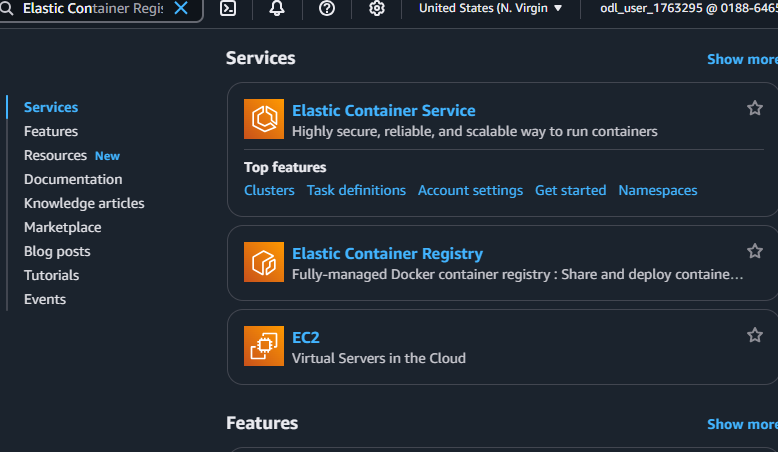 Elastic Container Regis
United States (N. Virgin
odl_user_1763295 @ 0188-6465
Services
Show more
Services
Features
Resources New
Documentation
Knowledge articles
Marketplace
Blog posts
Tutorials
Events
Elastic Container Service
Highly secure, reliable, and scalable way to run containers
Top features
Clusters Task definitions Account settings Get started Namespaces
Elastic Container Registry
Fully-managed Docker container registry : Share and deploy containe...
EC2
Virtual Servers in the Cloud
Features
Show more